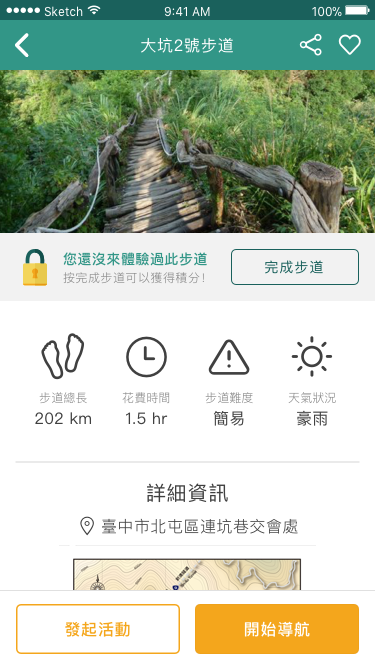 Sketch 9:41 AM 100%
大坑2號步道
您還沒來體驗過此步道
按完成步道可以獲得積分!
完成步道
步道總長 花費時間 步道難度 天氣狀況
202 km 1.5 hr 簡易 豪雨
詳細資訊
臺中市北屯區連坑巷交會處
發起活動 開始導航